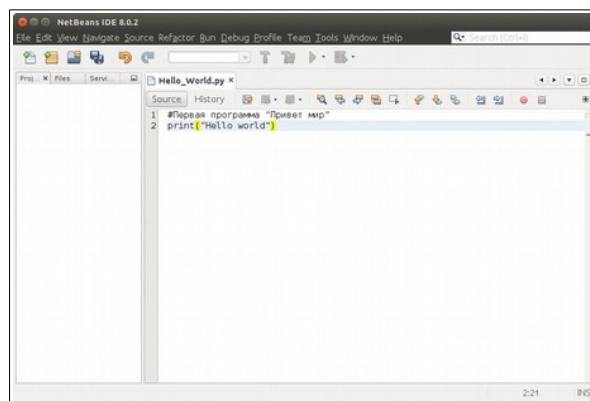 NetBeans IDE 8.0.2
File Edit View Navigate Source Refactor Run Debug Profile Team Tools Window Help
Search (Ctrl+I)
Proj... Files Servi...
Hello_World.py
Source History
1 #Первая программа "Привет мир"
2 print("Hello world")
2:21 INS